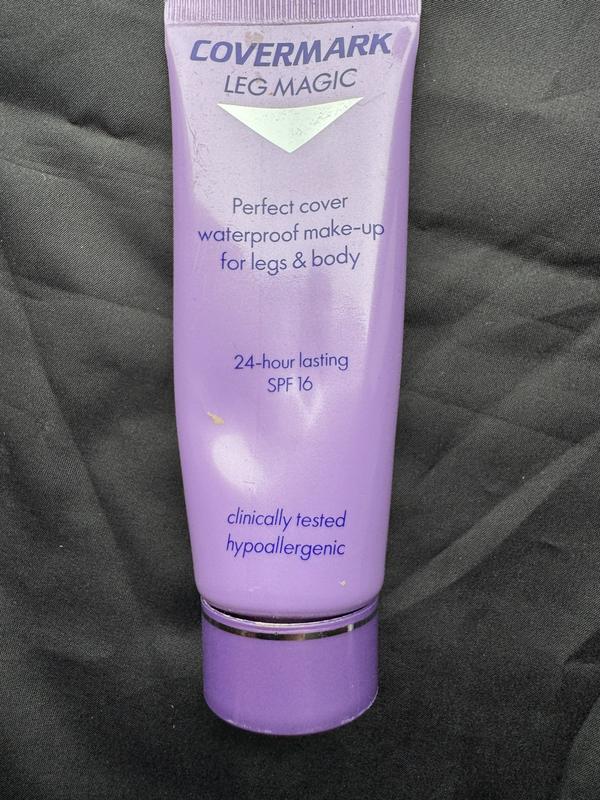 COVERMARK
LEG MAGIC
Perfect cover
waterproof make-up
for legs & body
24-hour lasting
SPF 16
clinically tested
hypoallergenic